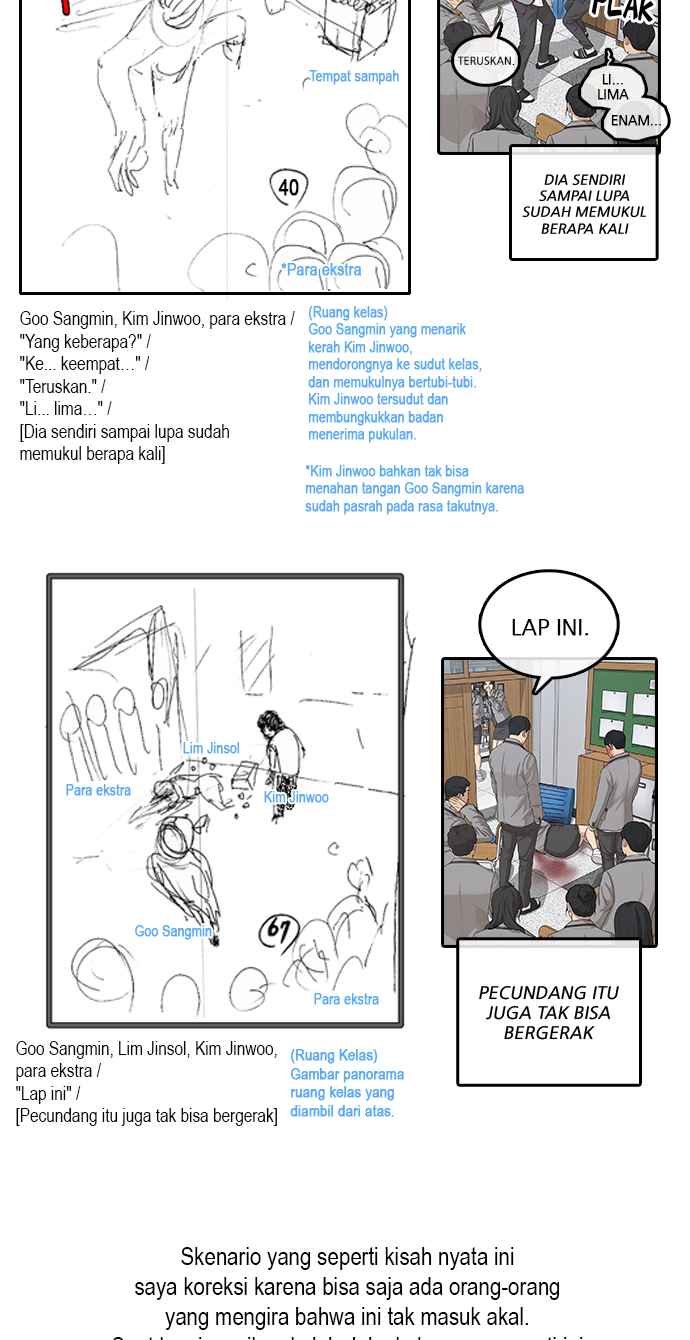 PLAK
TERUSKAN.
LI...
LIMA
ENAM...
Tempat sampah
40
*Para ekstra
DIA SENDIRI
SAMPAI LUPA
SUDAH MEMUKUL
BERAPA KALI
Goo Sangmin, Kim Jinwoo, para ekstra /
"Yang keberapa?" /
"Ke... keempat..." /
"Teruskan." /
"Li... lima..." /
[Dia sendiri sampai lupa sudah
memukul berapa kali]
(Ruang kelas)
Goo Sangmin yang menarik
kerah Kim Jinwoo,
mendorongnya ke sudut kelas,
dan memukulnya bertubi-tubi.
Kim Jinwoo tersudut dan
membungkukkan badan
menerima pukulan.
*Kim Jinwoo bahkan tak bisa
menahan tangan Goo Sangmin karena
sudah pasrah pada rasa takutnya.
Lim Jinsol
Para ekstra
Kim Jinwoo
Goo Sangmin
67
Para ekstra
LAP INI.
PECUNDANG ITU
JUGA TAK BISA
BERGERAK
Goo Sangmin, Lim Jinsol, Kim Jinwoo,
para ekstra /
"Lap ini" /
[Pecundang itu juga tak bisa bergerak]
(Ruang Kelas)
Gambar panorama
ruang kelas yang
diambil dari atas.
Skenario yang seperti kisah nyata ini
saya koreksi karena bisa saja ada orang-orang
yang mengira bahwa ini tak masuk akal.